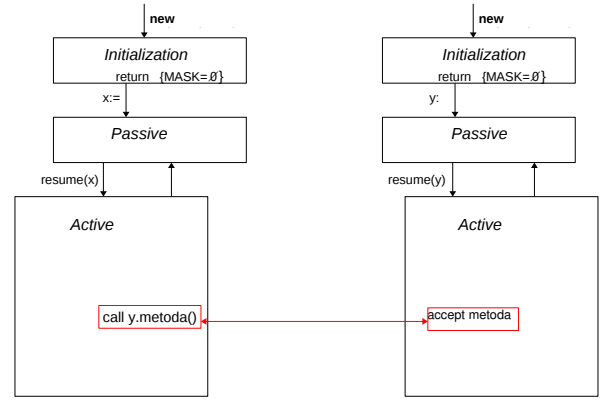 new
new
Initialization
Initialization
return {MASK=Ø}
return {MASK=Ø}
x:=
y:
Passive
Passive
resume(x)
resume(y)
Active
Active
call y.metoda()
accept metoda